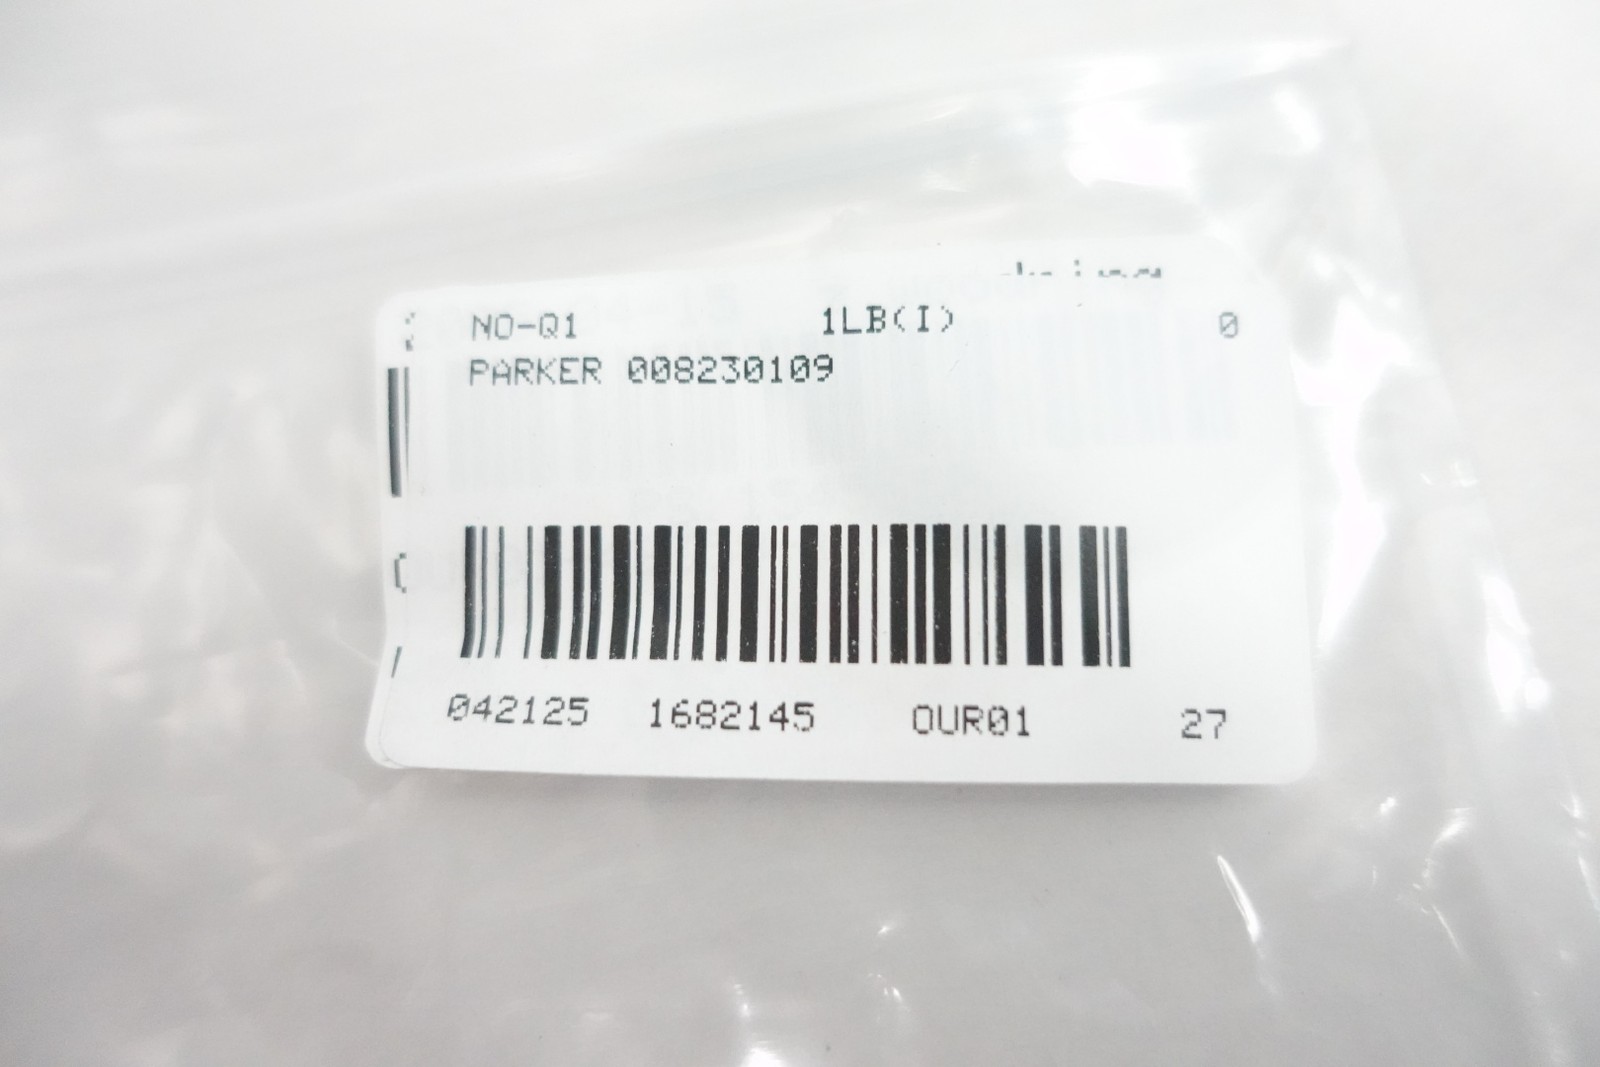 NO-Q1 1LB(I) 0
PARKER 008230109
042125 1682145 OUR01 27